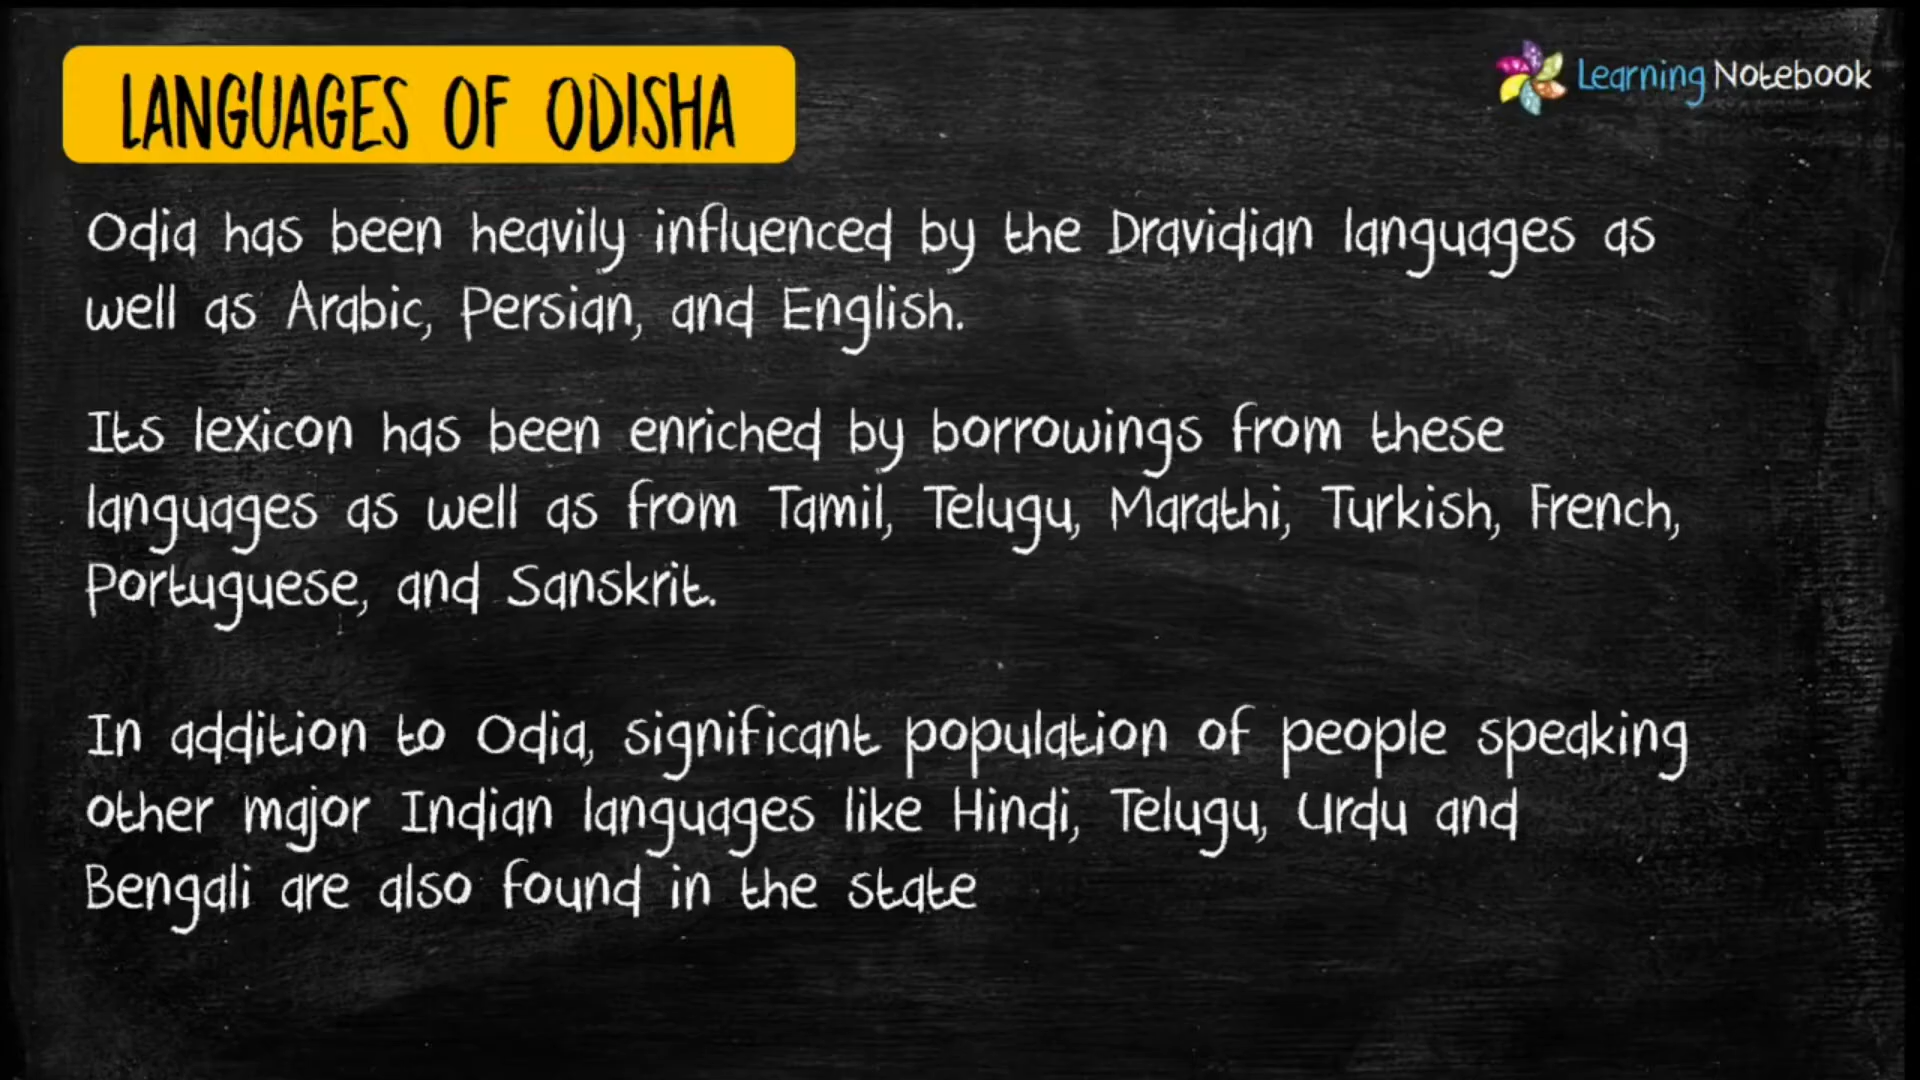 LANGUAGES OF ODISHA
Learning Notebook
Odia has been heavily influenced by the Dravidian languages as
well as Arabic, Persian, and English.
Its lexicon has been enriched by borrowings from these
languages as well as from Tamil, Telugu, Marathi, Turkish, French,
Portuguese, and Sanskrit.
In addition to Odia, significant population of people speaking
other major Indian languages like Hindi, Telugu, Urdu and
Bengali are also found in the state